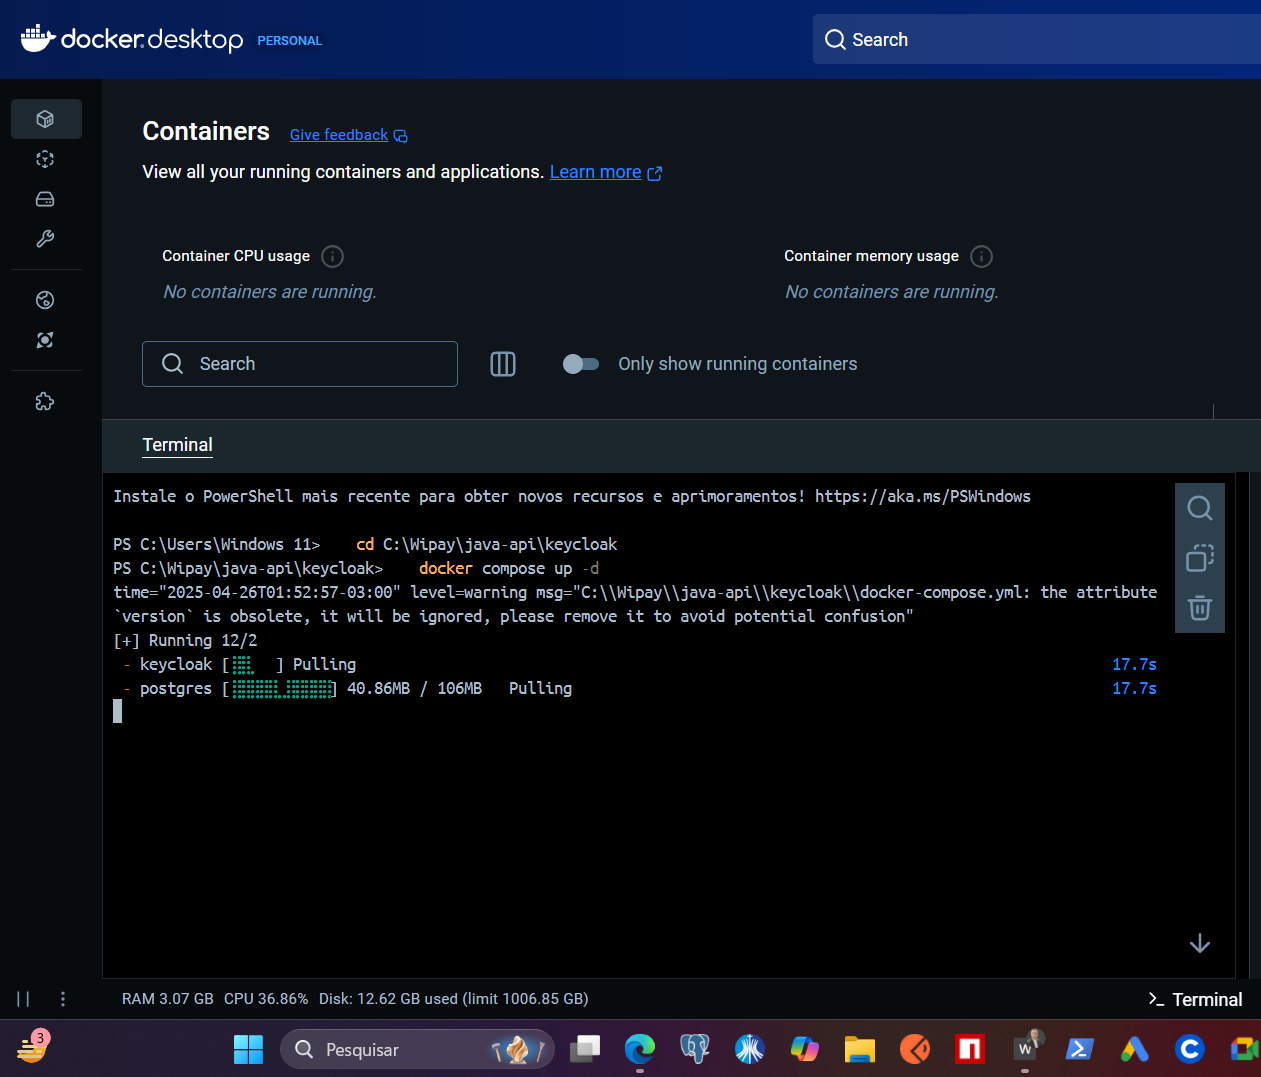 docker.desktop PERSONAL
Search
Containers Give feedback
View all your running containers and applications. Learn more
Container CPU usage
Container memory usage
No containers are running.
No containers are running.
Search
Only show running containers
Terminal
Instale o PowerShell mais recente para obter novos recursos e aprimoramentos! https://aka.ms/PSWindows
PS C:\Users\Windows 11> cd C:\Wipay\java-api\keycloak
PS C:\Wipay\java-api\keycloak> docker compose up -d
time="2025-04-26T01:52:57-03:00" level=warning msg="C:\\Wipay\\java-api\\keycloak\\docker-compose.yml: the attribute
`version` is obsolete, it will be ignored, please remove it to avoid potential confusion"
[+] Running 12/2
- keycloak [ ] Pulling 17.7s
- postgres [ ] 40.86MB / 106MB Pulling 17.7s
RAM 3.07 GB CPU 36.86% Disk: 12.62 GB used (limit 1006.85 GB)
>_ Terminal
3
Pesquisar
W
C